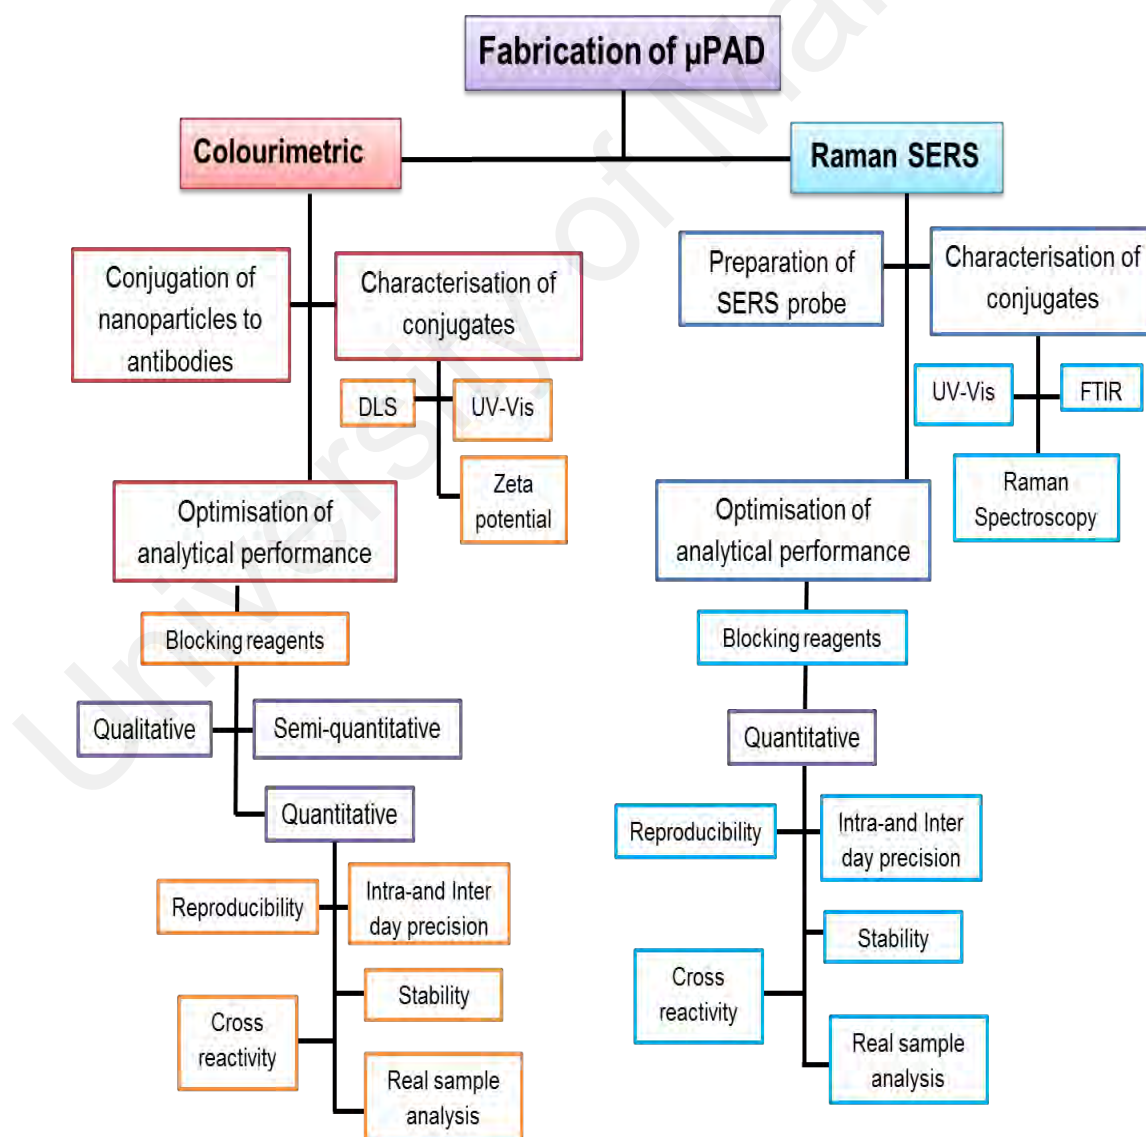 Fabrication of µPAD
Colourimetric
Raman SERS
Conjugation of
nanoparticles to
antibodies
Characterisation of
conjugates
DLS
UV-Vis
Zeta
potential
Optimisation of
analytical performance
Blocking reagents
Qualitative
Semi-quantitative
Quantitative
Reproducibility
Intra-and Inter
day precision
Stability
Cross
reactivity
Real sample
analysis
Preparation of
SERS probe
Characterisation of
conjugates
UV-Vis
FTIR
Raman
Spectroscopy
Optimisation of
analytical performance
Blocking reagents
Quantitative
Reproducibility
Intra-and Inter
day precision
Stability
Cross
reactivity
Real sample
analysis
University of